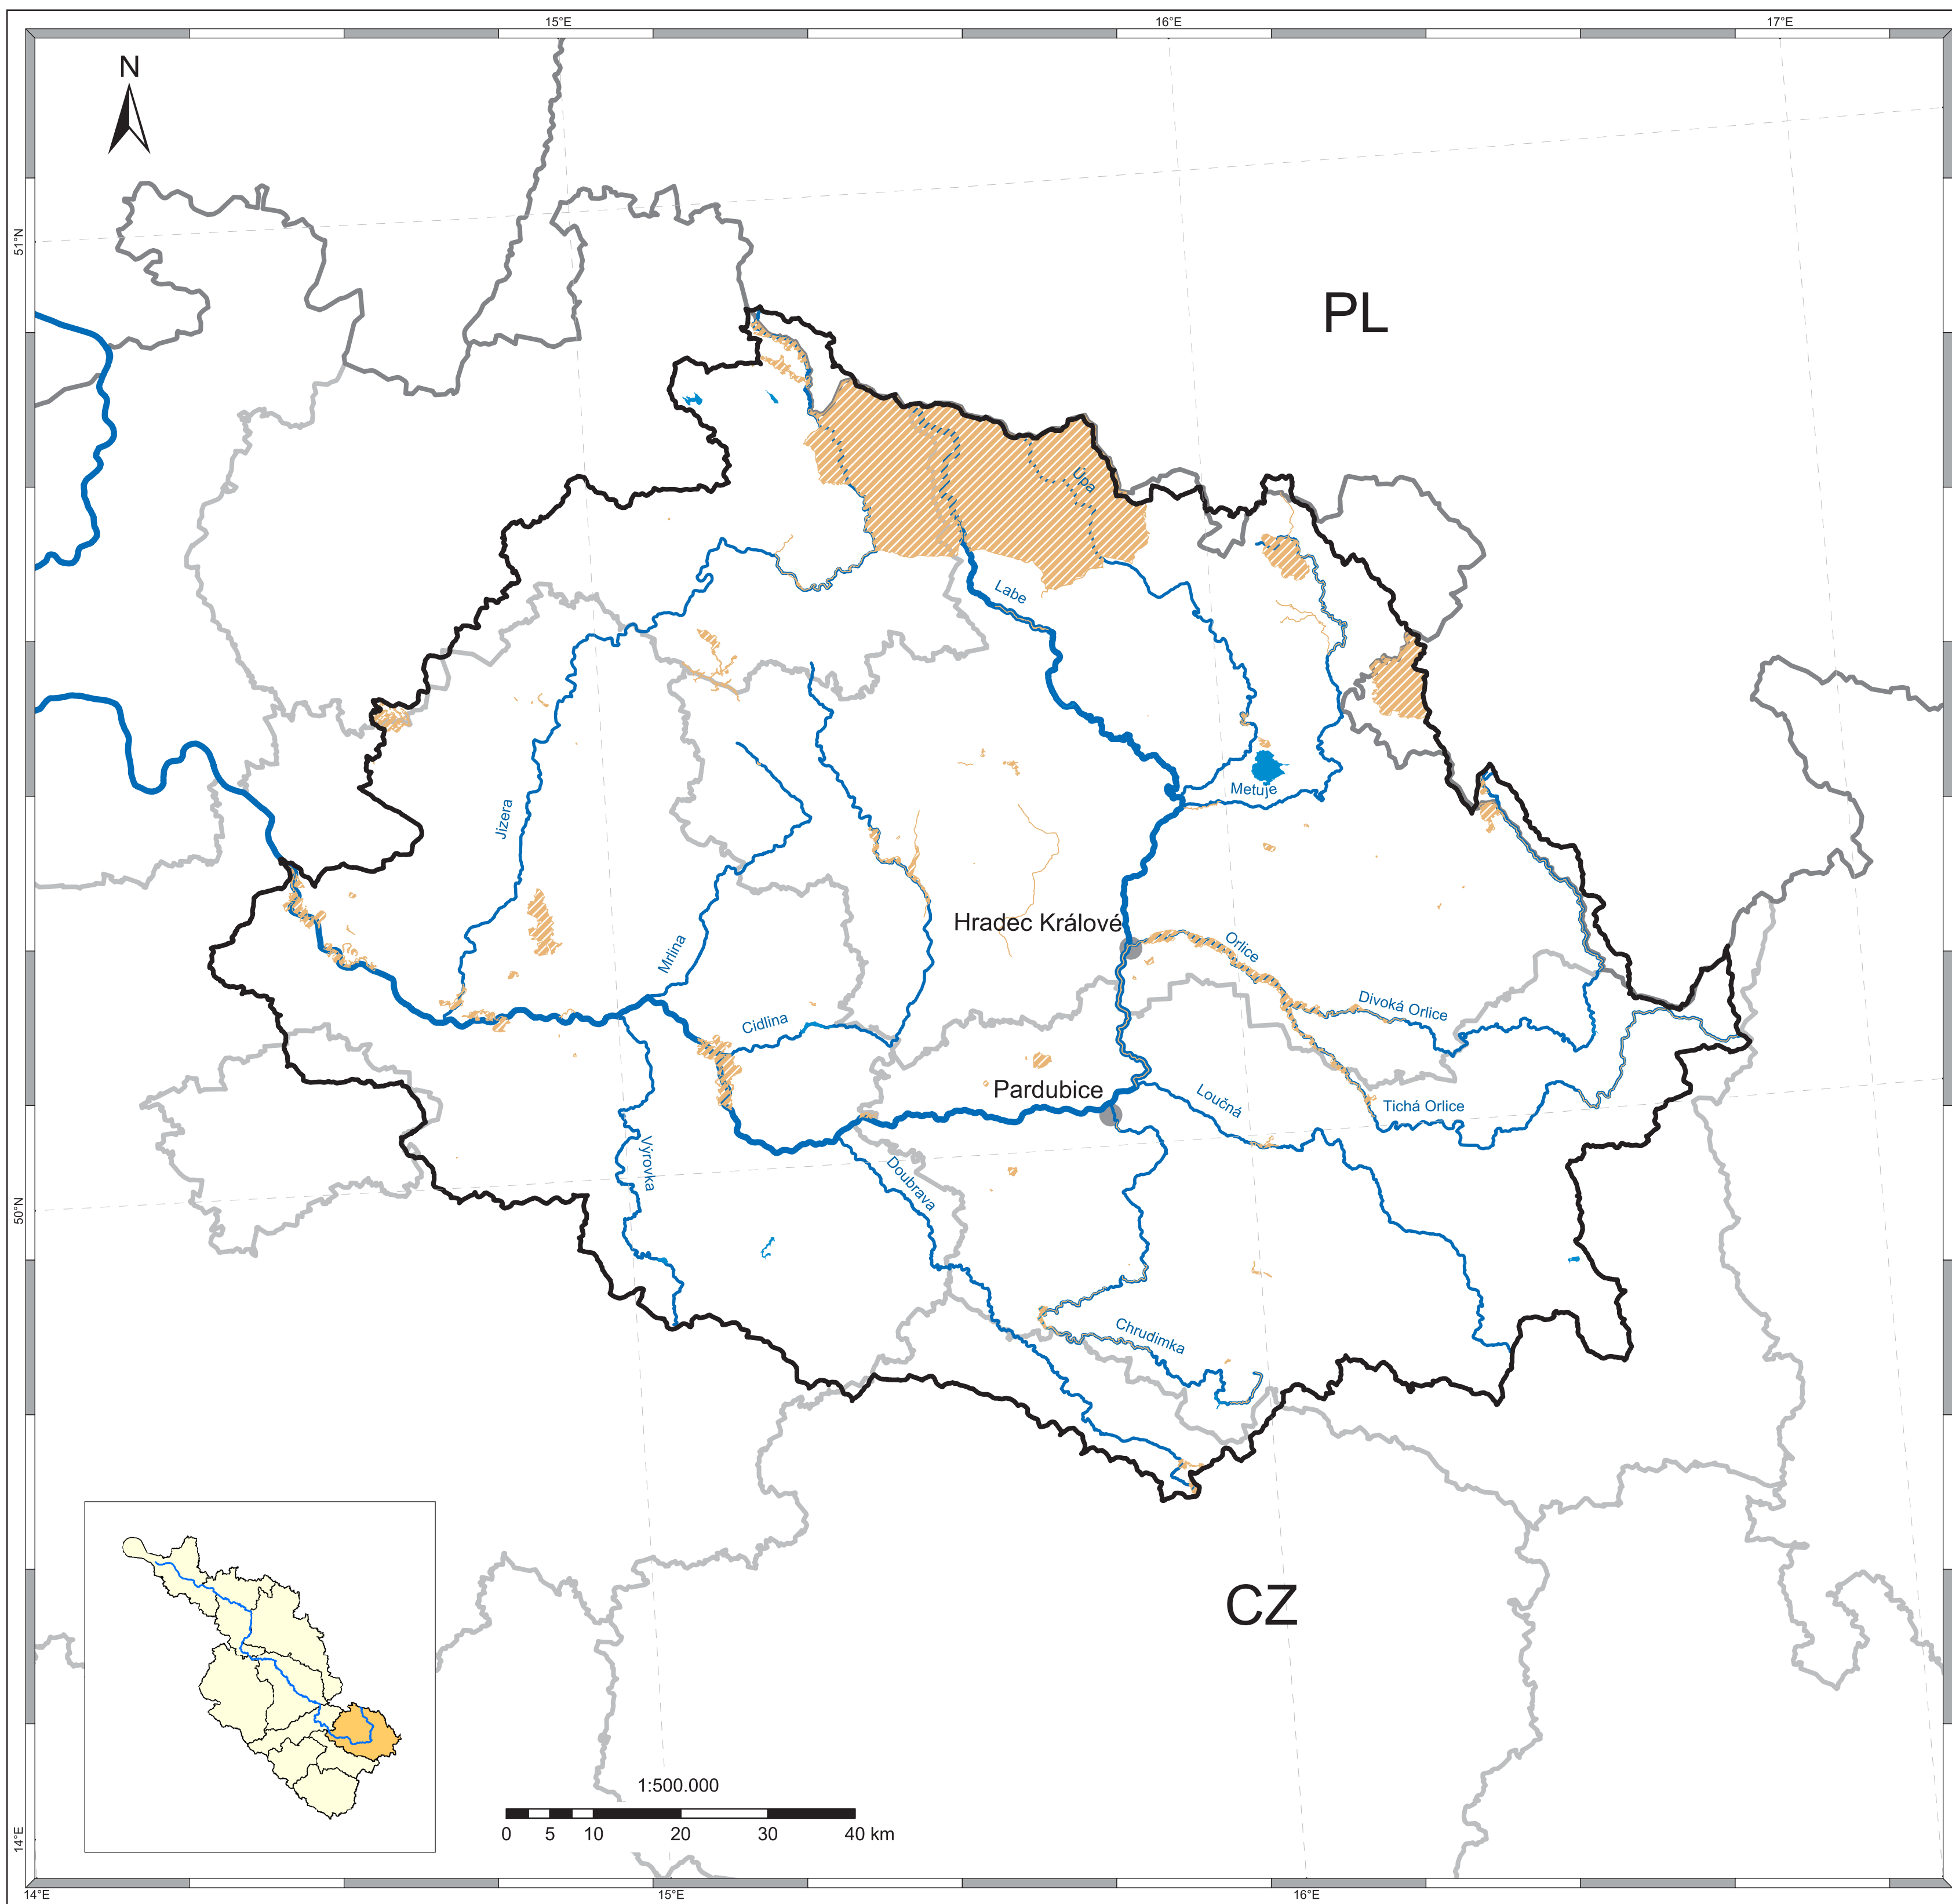 15°E
16°E
17°E
N
51°N
PL
Úpa
Labe
Metuje
Jizera
Hradec Králové
Orlice
Mrlina
Divoká Orlice
Cidlina
Pardubice
Loučná
Tichá Orlice
Výrovka
Doubrava
50°N
Chrudimka
CZ
1:500.000
0 5 10 20 30 40 km
14°E
14°E
15°E
16°E